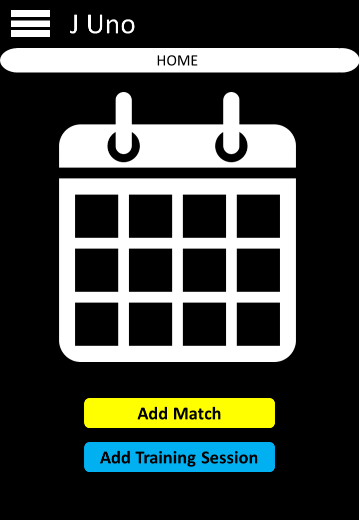 J Uno
HOME
Add Match
Add Training Session